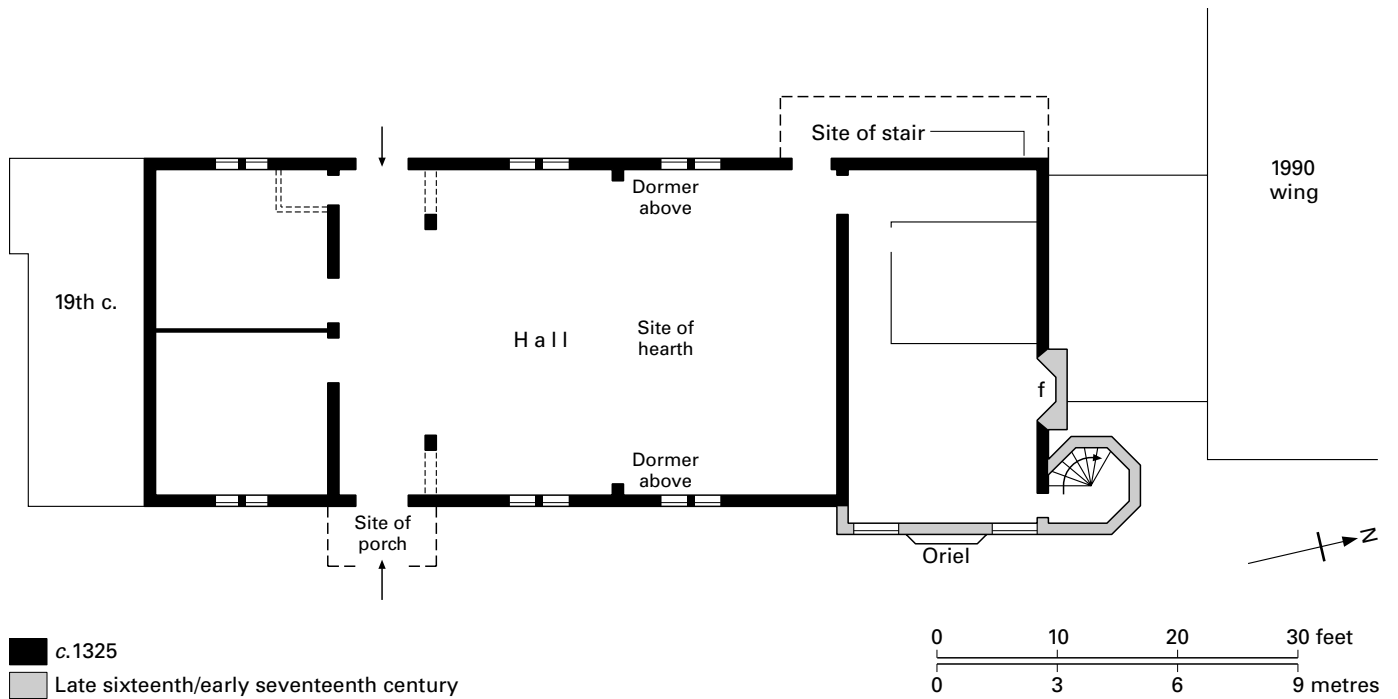 Site of stair
1990
wing
Dormer
above
19th c.
Hall
Site of
hearth
f
Dormer
above
Site of
porch
Oriel
N
c.1325
Late sixteenth/early seventeenth century
0 10 20 30 feet
0 3 6 9 metres